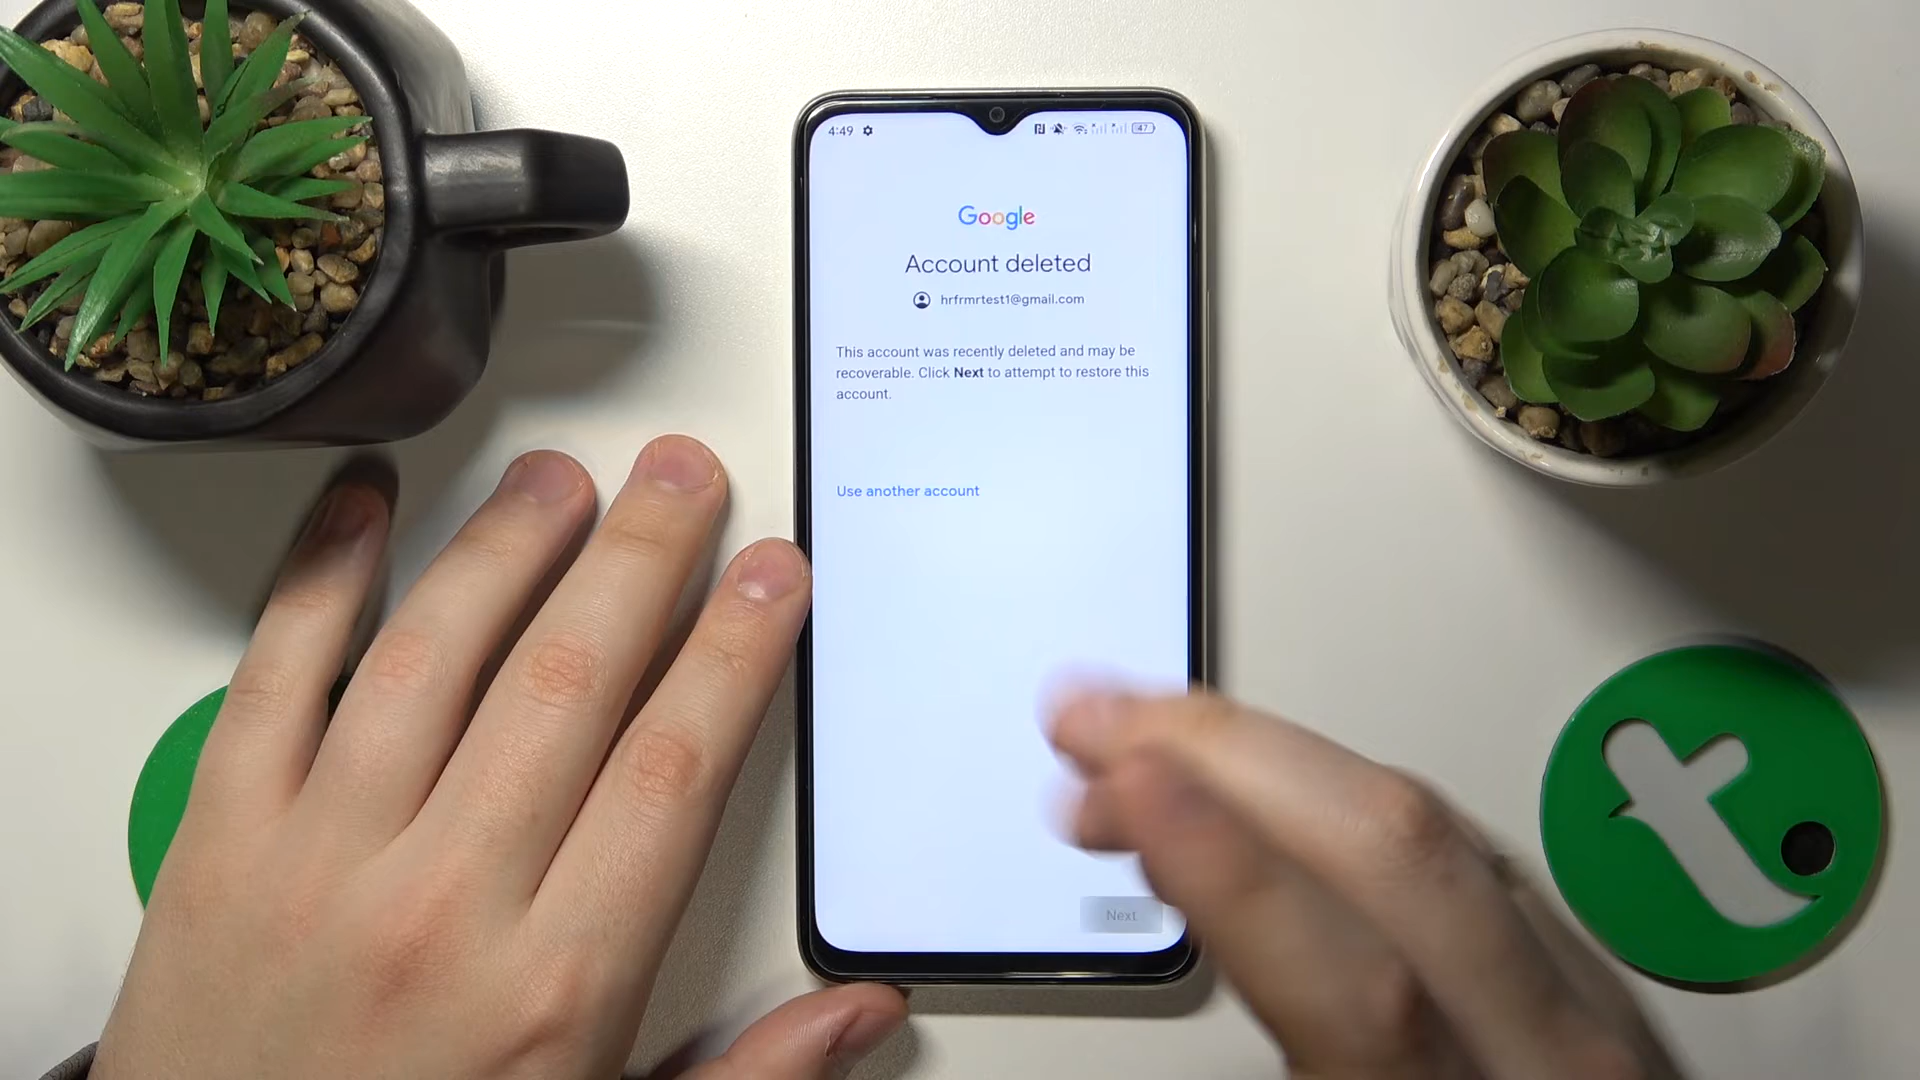 4:49
47
Google
Account deleted
hrfrmrtest1@gmail.com
This account was recently deleted and may be
recoverable. Click Next to attempt to restore this
account.
Use another account
Next
t.